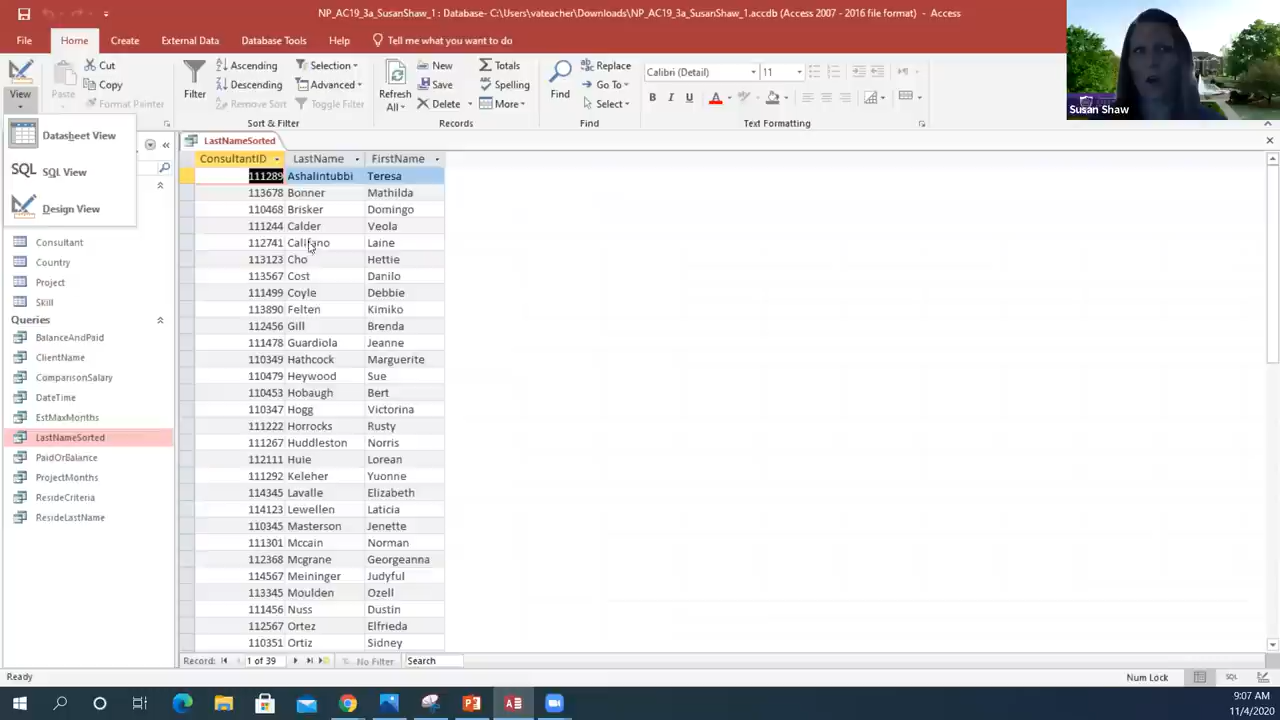 NP_AC19_3a_SusanShaw_1 : Database- C:\Users\vateacher\Downloads\NP_AC19_3a_SusanShaw_1.accdb (Access 2007 - 2016 file format) - Access
File Home Create External Data Database Tools Help Tell me what you want to do
View
Paste
Cut
Copy
Format Painter
Filter
Ascending
Descending
Remove Sort
Selection
Advanced
Toggle Filter
Sort & Filter
Refresh
All
New
Save
Delete
Totals
Spelling
More
Records
Find
Replace
Go To
Select
Find
Calibri (Detail) 11
B I U A
Text Formatting
Susan Shaw
Datasheet View
SQL SQL View
Design View
Consultant
Country
Project
Skill
Queries
BalanceAndPaid
ClientName
ComparisonSalary
DateTime
EstMaxMonths
LastNameSorted
PaidOrBalance
ProjectMonths
ResideCriteria
ResideLastName
LastNameSorted
ConsultantID LastName FirstName
111289 Ashalintubbi Teresa
113678 Bonner Mathilda
110468 Brisker Domingo
111244 Calder Veola
112741 Califano Laine
113123 Cho Hettie
113567 Cost Danilo
111499 Coyle Debbie
113890 Felten Kimiko
112456 Gill Brenda
111478 Guardiola Jeanne
110349 Hathcock Marguerite
110479 Heywood Sue
110453 Hobaugh Bert
110347 Hogg Victorina
111222 Horrocks Rusty
111267 Huddleston Norris
112111 Huie Lorean
111292 Keleher Yuonne
114345 Lavalle Elizabeth
114123 Lewellen Laticia
110345 Masterson Jenette
111301 Mccain Norman
112368 Mcgrane Georgeanna
114567 Meininger Judyful
113345 Moulden Ozell
111456 Nuss Dustin
112567 Ortez Elfrieda
110351 Ortiz Sidney
Record: 1 of 39 No Filter Search
Ready Num Lock SQL
9:07 AM
11/4/2020